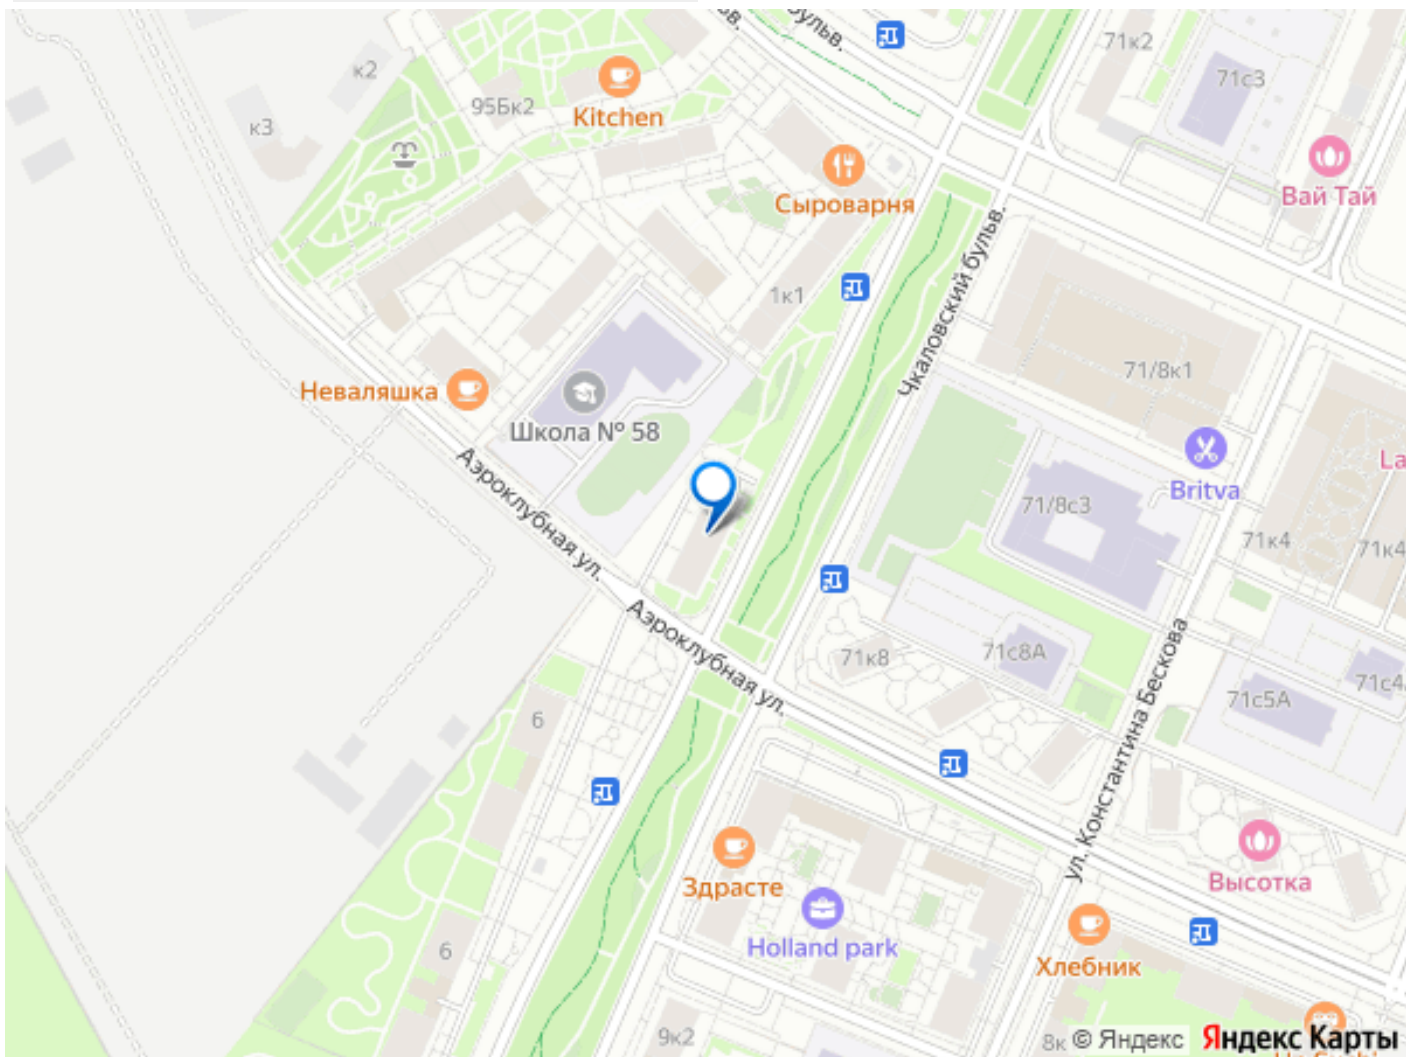 бульв.
71к2
к2
71с3
95Бк2
Kitchen
к3
Вай Тай
Сыроварня
1к1
Чкаловский бульв.
71/8к1
Неваляшка
Школа № 58
Britva
La
Аэроклубная ул.
71/8с3
71к4
71к4
Аэроклубная ул.
71к8
71с8А
71с5А
71с4
6
ул. Константина Бескова
Здрасте
Высотка
Holland park
Хлебник
6
9к2
8к
© Яндекс
Яндекс Карты